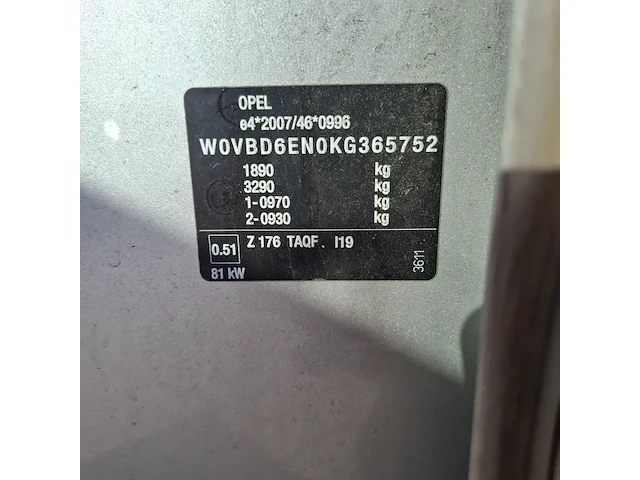 OPEL
e4*2007/46*0996
W0VBD6EN0KG365752
1890 kg
3290 kg
1-0970 kg
2-0930 kg
0.51 Z 176 TAQF. I19
81 kW
3611